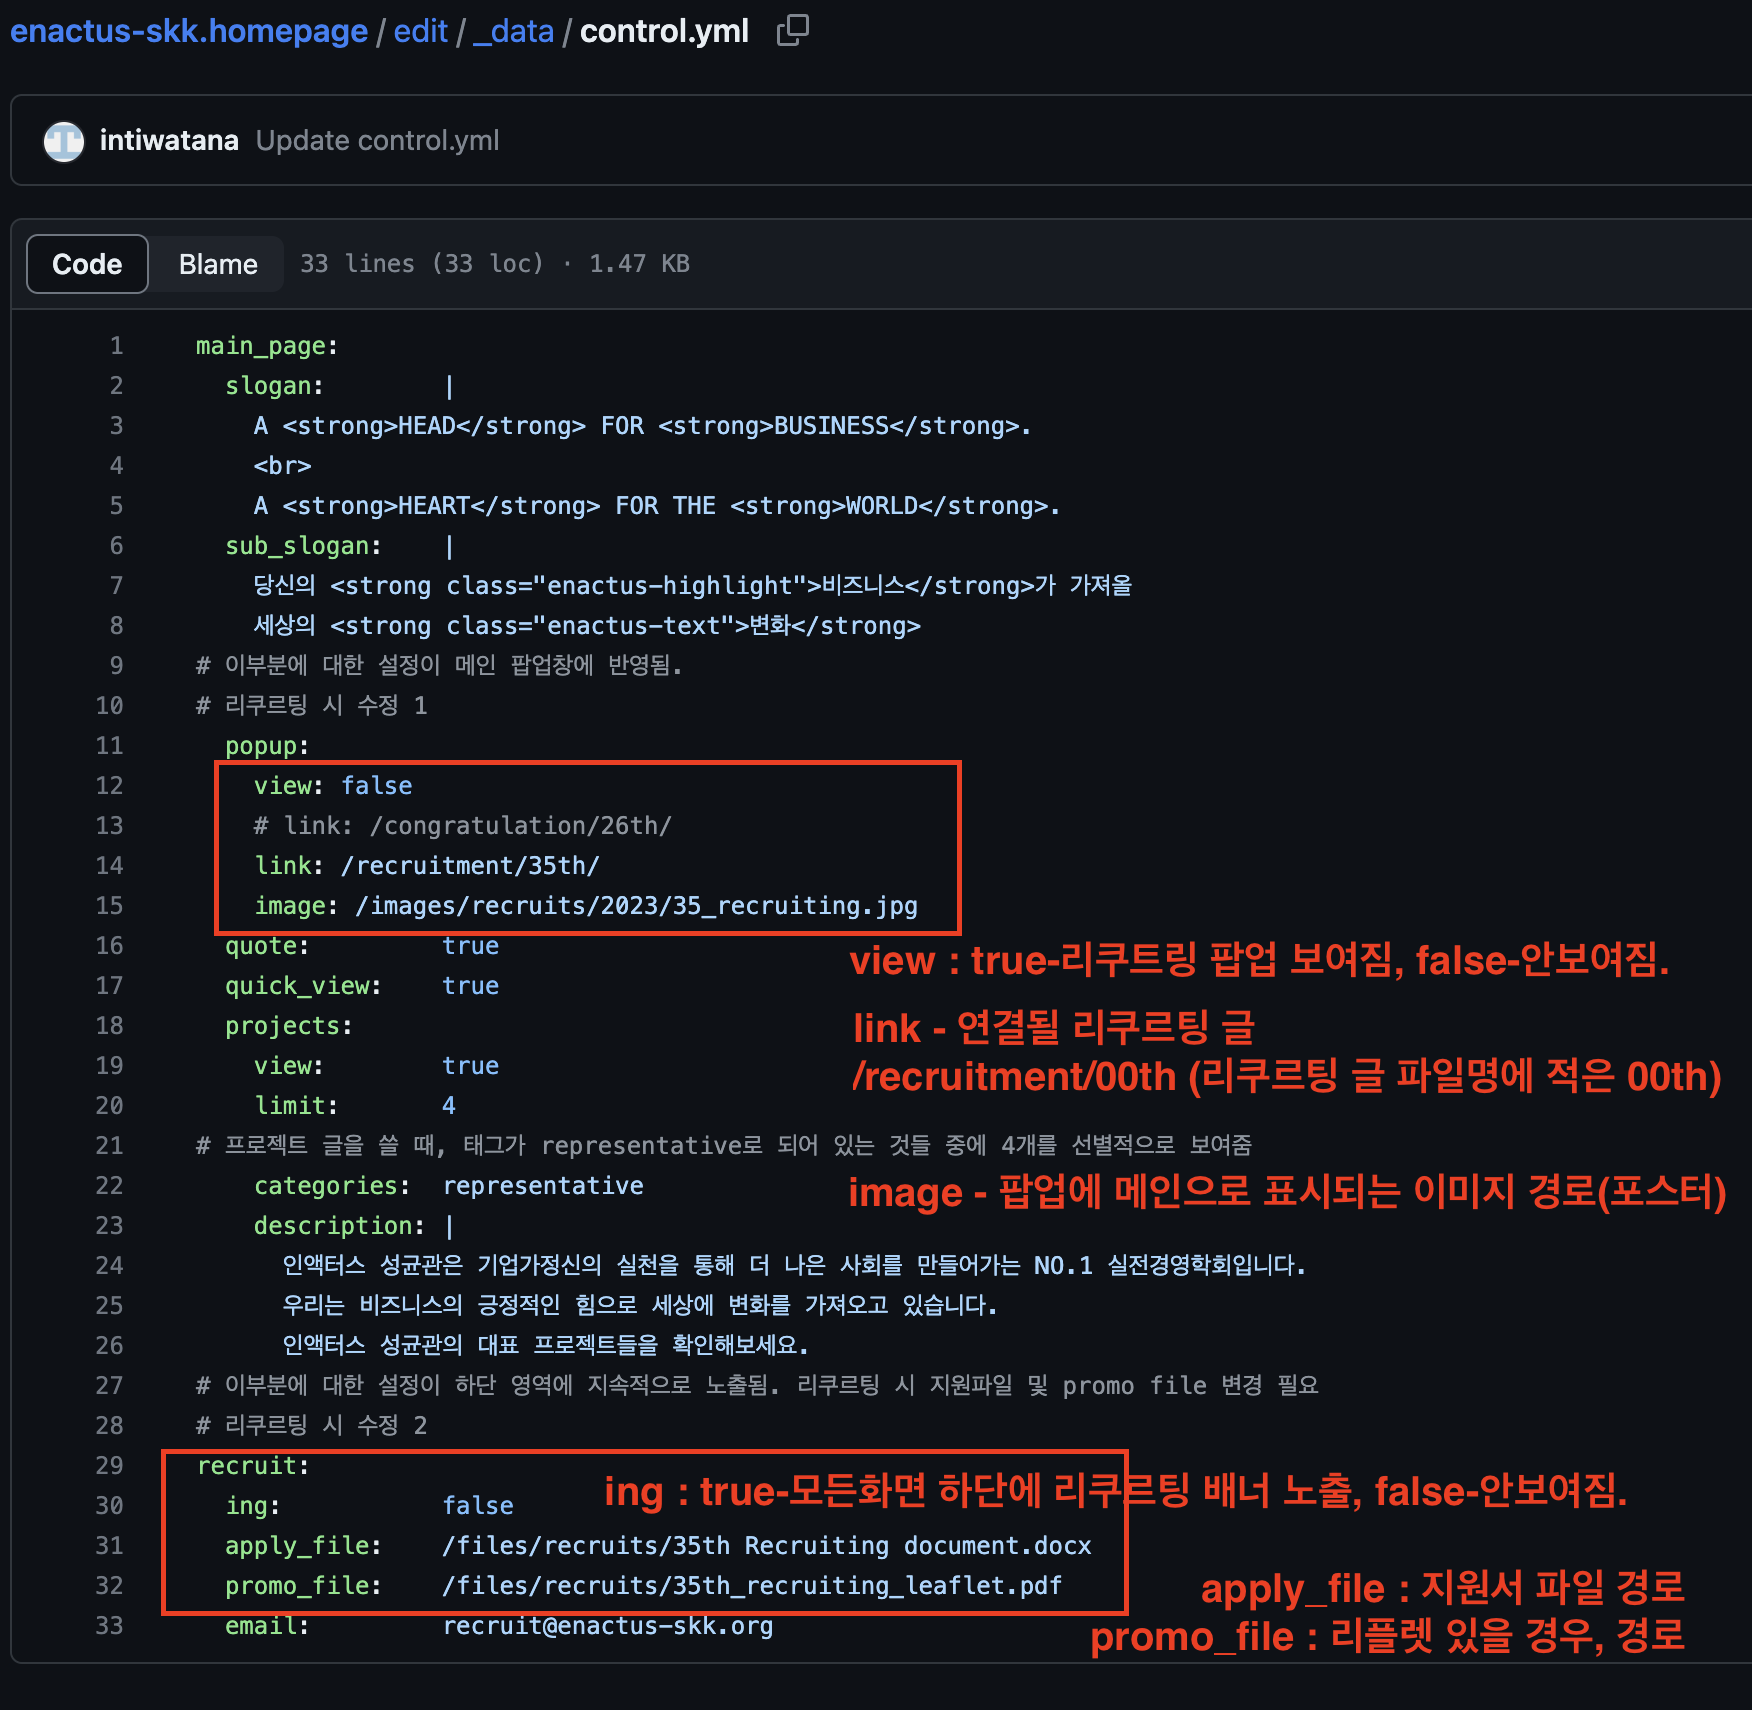 enactus-skk.homepage / edit / _data / control.yml
intiwatana Update control.yml
Code Blame 33 lines (33 loc) · 1.47 KB
1 main_page:
2 slogan: |
3 A <strong>HEAD</strong> FOR <strong>BUSINESS</strong>.
4 <br>
5 A <strong>HEART</strong> FOR THE <strong>WORLD</strong>.
6 sub_slogan: |
7 당신의 <strong class="enactus-highlight">비즈니스</strong>가 가져올
8 세상의 <strong class="enactus-text">변화</strong>
9 # 이부분에 대한 설정이 메인 팝업창에 반영됨.
10 # 리쿠르팅 시 수정 1
11 popup:
12 view: false
13 # link: /congratulation/26th/
14 link: /recruitment/35th/
15 image: /images/recruits/2023/35_recruiting.jpg
16 quote: true
view : true-리쿠트링 팝업 보여짐, false-안보여짐.
17 quick_view: true
18 projects:
link - 연결될 리쿠르팅 글
19 view: true
/recruitment/00th (리쿠르팅 글 파일명에 적은 00th)
20 limit: 4
21 # 프로젝트 글을 쓸 때, 태그가 representative로 되어 있는 것들 중에 4개를 선별적으로 보여줌
22 categories: representative
image - 팝업에 메인으로 표시되는 이미지 경로(포스터)
23 description: |
24 인액터스 성균관은 기업가정신의 실천을 통해 더 나은 사회를 만들어가는 NO.1 실전경영학회입니다.
25 우리는 비즈니스의 긍정적인 힘으로 세상에 변화를 가져오고 있습니다.
26 인액터스 성균관의 대표 프로젝트들을 확인해보세요.
27 # 이부분에 대한 설정이 하단 영역에 지속적으로 노출됨. 리쿠르팅 시 지원파일 및 promo file 변경 필요
28 # 리쿠르팅 시 수정 2
29 recruit:
ing : true-모든화면 하단에 리쿠르팅 배너 노출, false-안보여짐.
30 ing: false
31 apply_file: /files/recruits/35th Recruiting document.docx
32 promo_file: /files/recruits/35th_recruiting_leaflet.pdf
apply_file : 지원서 파일 경로
33 email: recruit@enactus-skk.org
promo_file : 리플렛 있을 경우, 경로